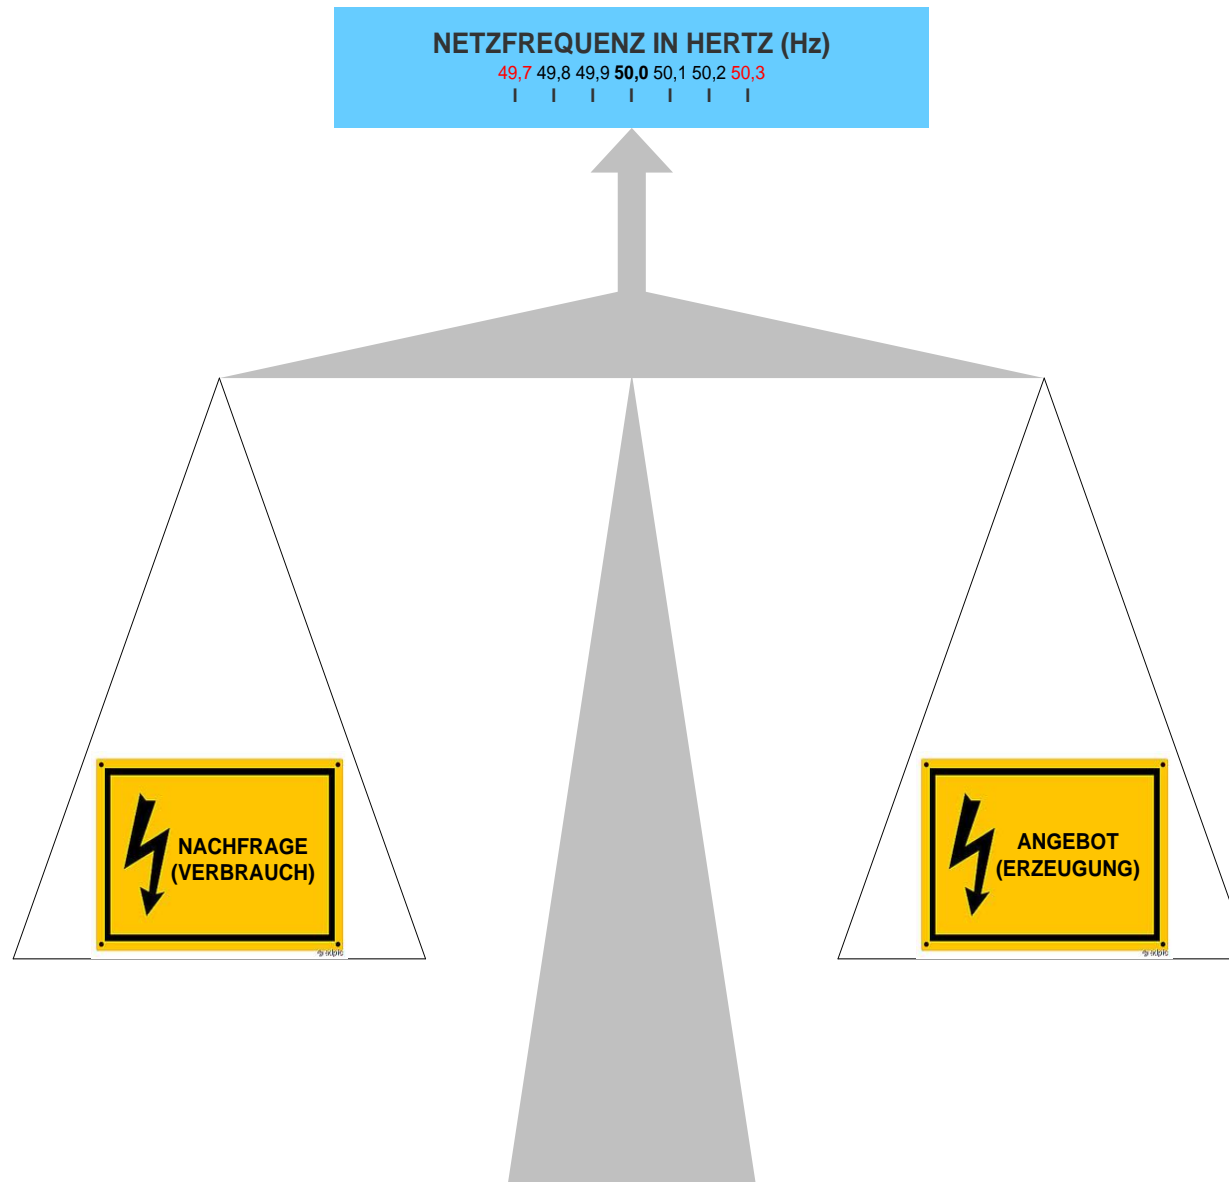 NETZFREQUENZ IN HERTZ (Hz)
49,7 49,8 49,9 50,0 50,1 50,2 50,3
NACHFRAGE
(VERBRAUCH)
ANGEBOT
(ERZEUGUNG)